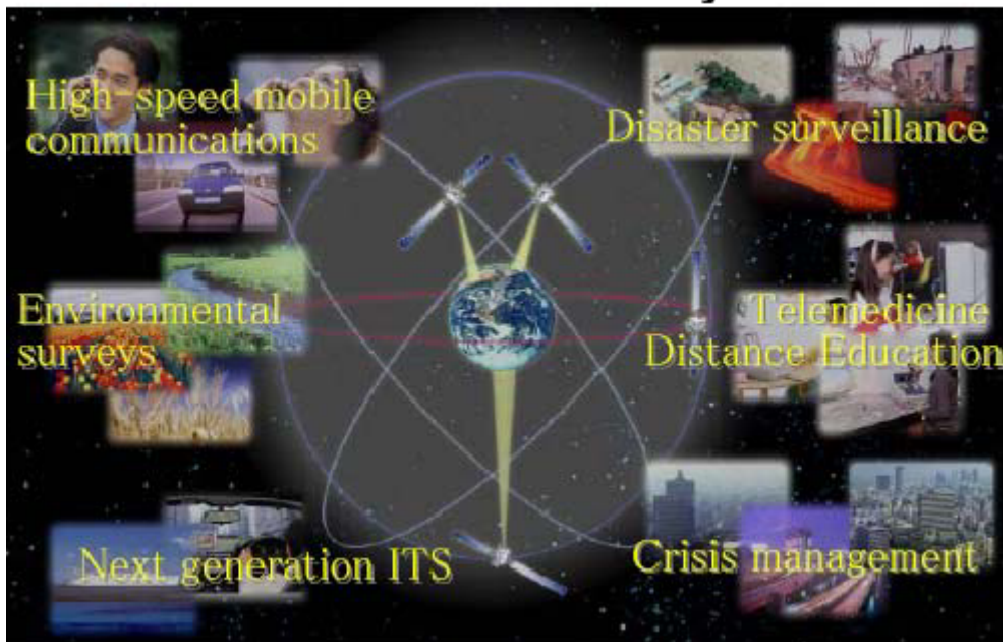 High-speed mobile
communications
Disaster surveillance
Environmental
surveys
Telemedicine
Distance Education
Next generation ITS
Crisis management